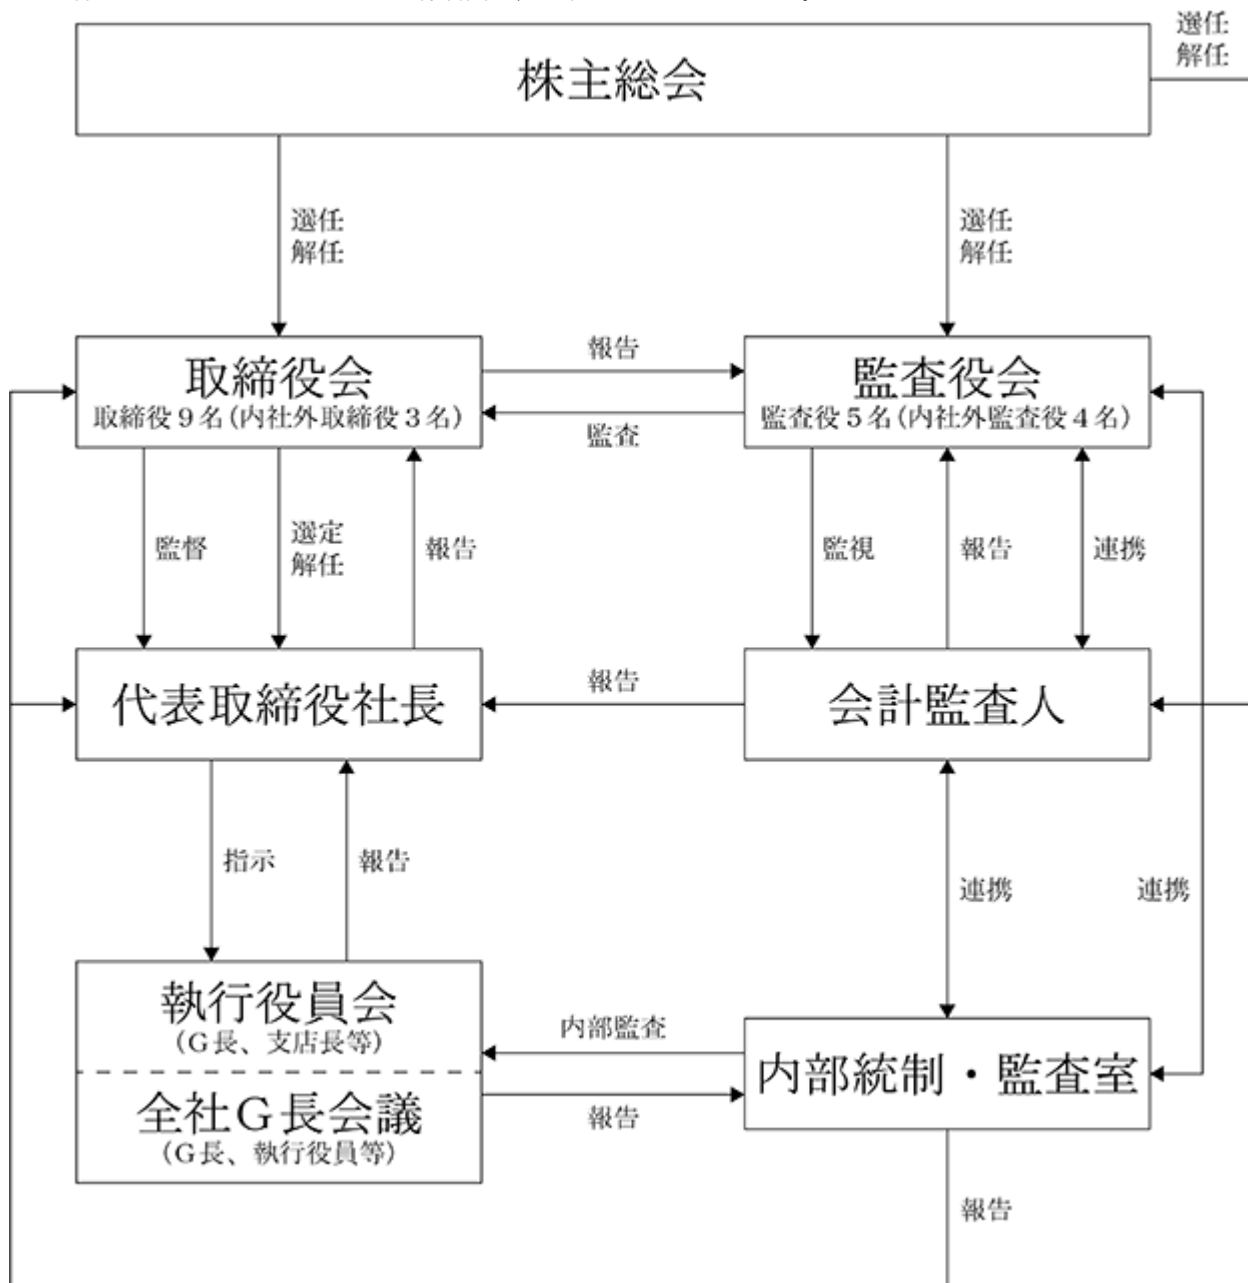 選任
解任
株主総会
選任
解任
選任
解任
取締役会
取締役9名(内社外取締役3名)
報告
監査
監査役会
監査役5名(内社外監査役4名)
監督
選定
解任
報告
監視
報告
連携
代表取締役社長
報告
会計監査人
指示
報告
連携
連携
執行役員会
(G長、支店長等)
全社G長会議
(G長、執行役員等)
内部監査
報告
内部統制・監査室
報告